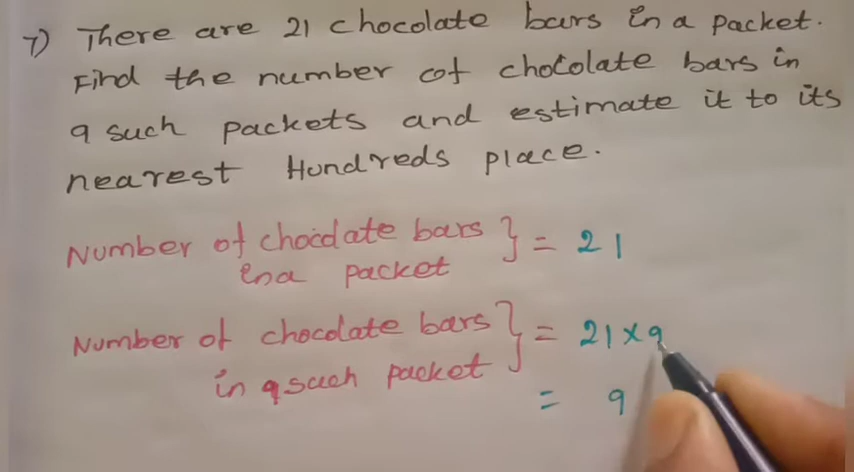 7) There are 21 chocolate bars in a packet.
Find the number of chocolate bars in
9 such packets and estimate it to its
nearest Hundreds place.
Number of chocolate bars } = 21
in a packet
Number of chocolate bars } = 21 x 9
in 9 such packet
= 9